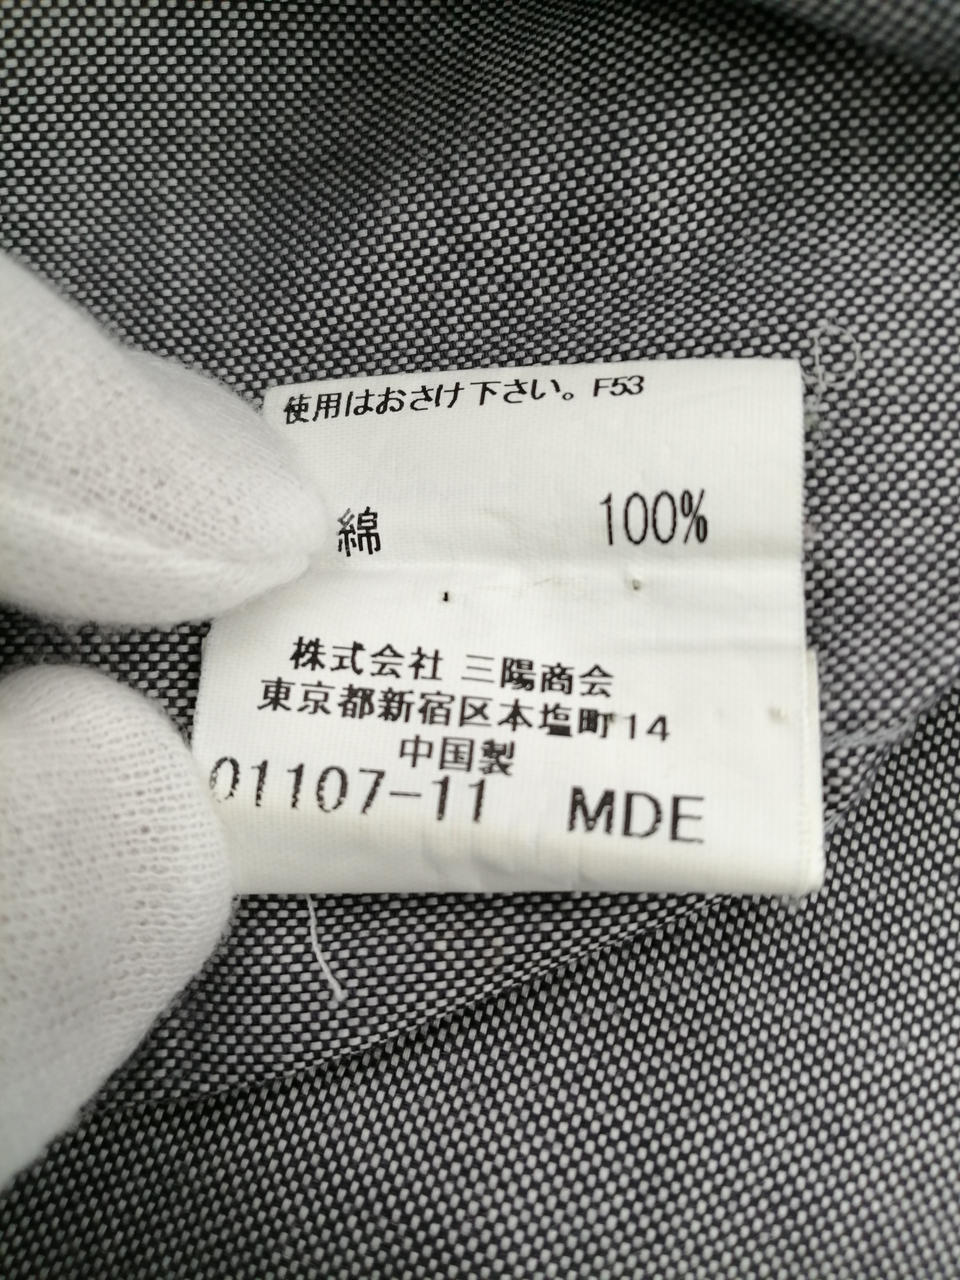 使用はおさけ下さい。F53
綿 100%
株式会社 三陽商会
東京都新宿区本塩町14
中国製
01107-11 MDE